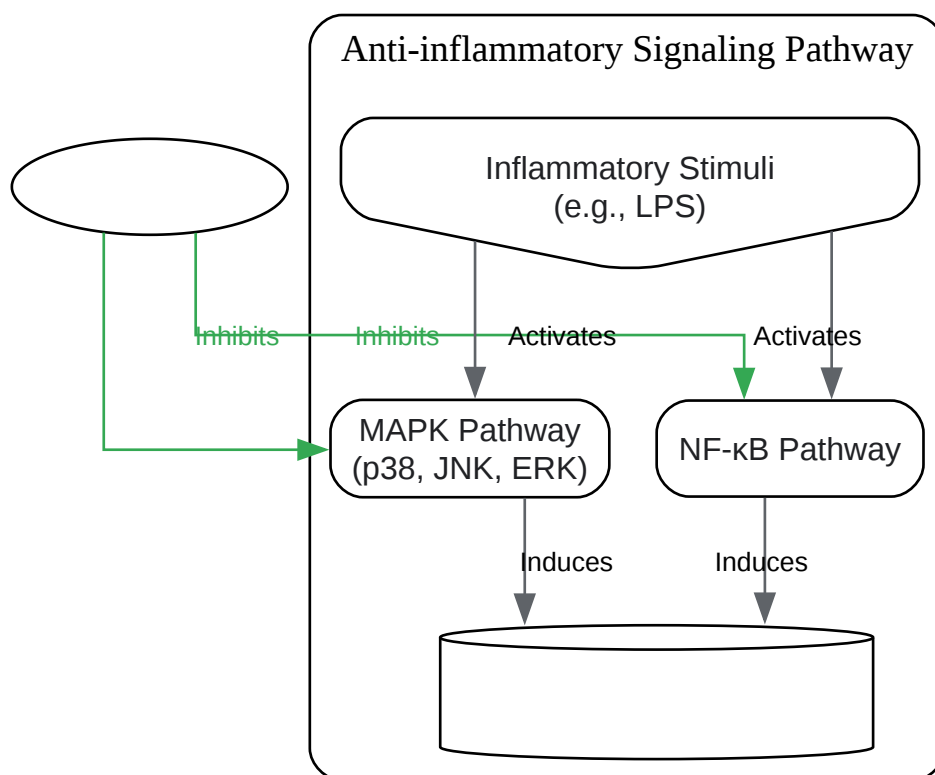 Anti-inflammatory Signaling Pathway
Inflammatory Stimuli
(e.g., LPS)
Inhibits
Inhibits
Activates
Activates
MAPK Pathway
(p38, JNK, ERK)
NF-κB Pathway
Induces
Induces